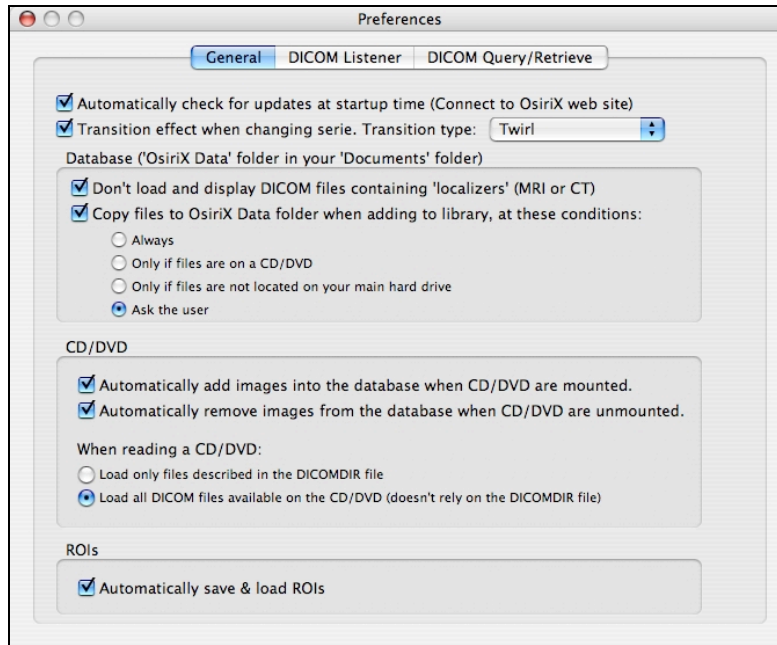 Preferences
General DICOM Listener DICOM Query/Retrieve
Automatically check for updates at startup time (Connect to OsiriX web site)
Transition effect when changing serie. Transition type: Twirl
Database ('OsiriX Data' folder in your 'Documents' folder)
Don't load and display DICOM files containing 'localizers' (MRI or CT)
Copy files to OsiriX Data folder when adding to library, at these conditions:
Always
Only if files are on a CD/DVD
Only if files are not located on your main hard drive
Ask the user
CD/DVD
Automatically add images into the database when CD/DVD are mounted.
Automatically remove images from the database when CD/DVD are unmounted.
When reading a CD/DVD:
Load only files described in the DICOMDIR file
Load all DICOM files available on the CD/DVD (doesn't rely on the DICOMDIR file)
ROIs
Automatically save & load ROIs